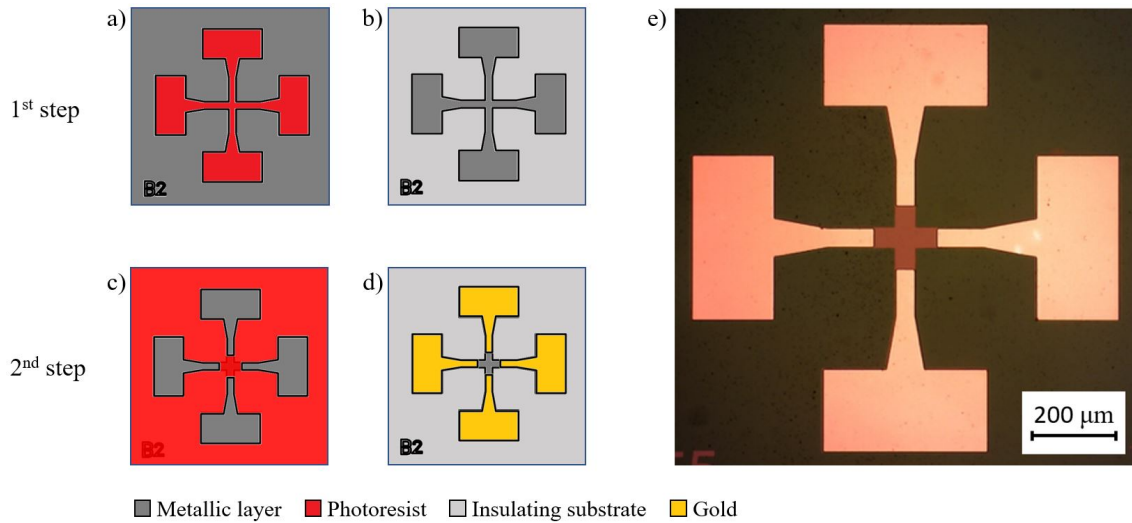 a)
b)
e)
1st step
B2
B2
c)
d)
2nd step
B2
B2
200 μm
Metallic layer
Photoresist
Insulating substrate
Gold